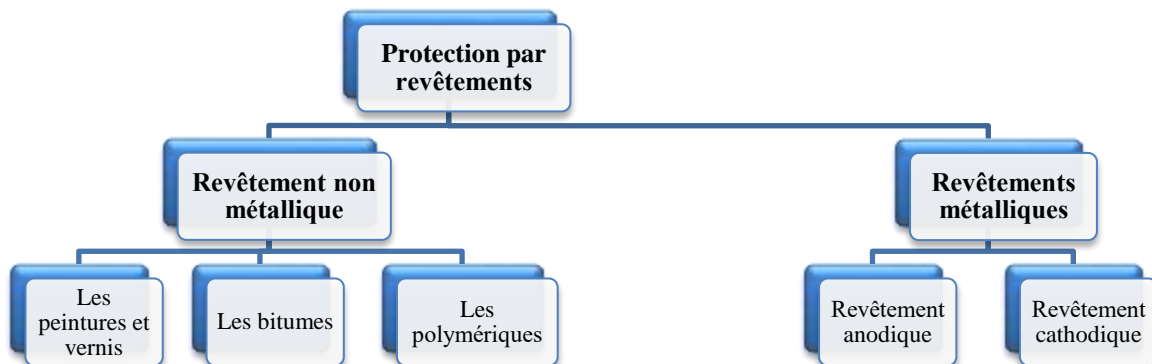 Protection par
revêtements
Revêtement non
métallique
Revêtements
métalliques
Les
peintures et
vernis
Les bitumes
Les
polymériques
Revêtement
anodique
Revêtement
cathodique